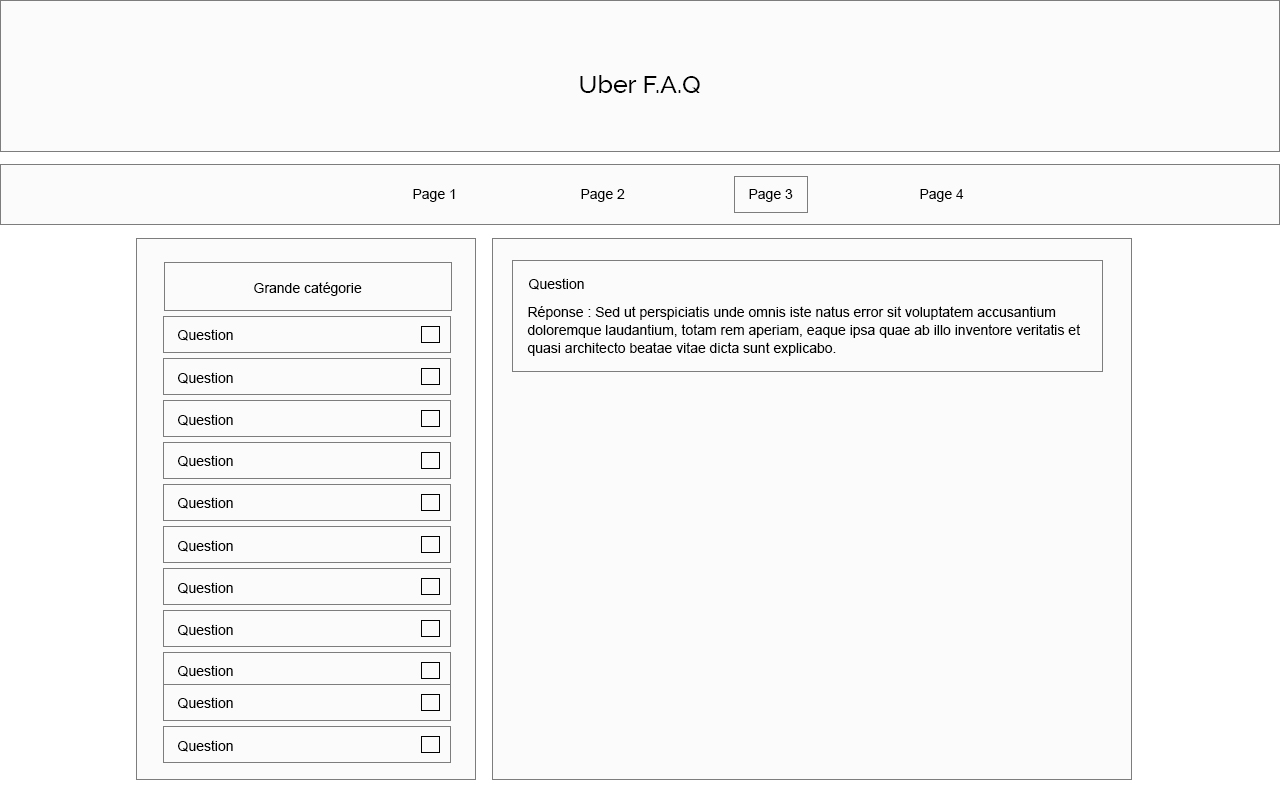 Uber F.A.Q
Page 1 Page 2 Page 3 Page 4
Grande catégorie
Question
Question
Question
Question
Question
Question
Question
Question
Question
Question
Question
Question
Réponse : Sed ut perspiciatis unde omnis iste natus error sit voluptatem accusantium
doloremque laudantium, totam rem aperiam, eaque ipsa quae ab illo inventore veritatis et
quasi architecto beatae vitae dicta sunt explicabo.